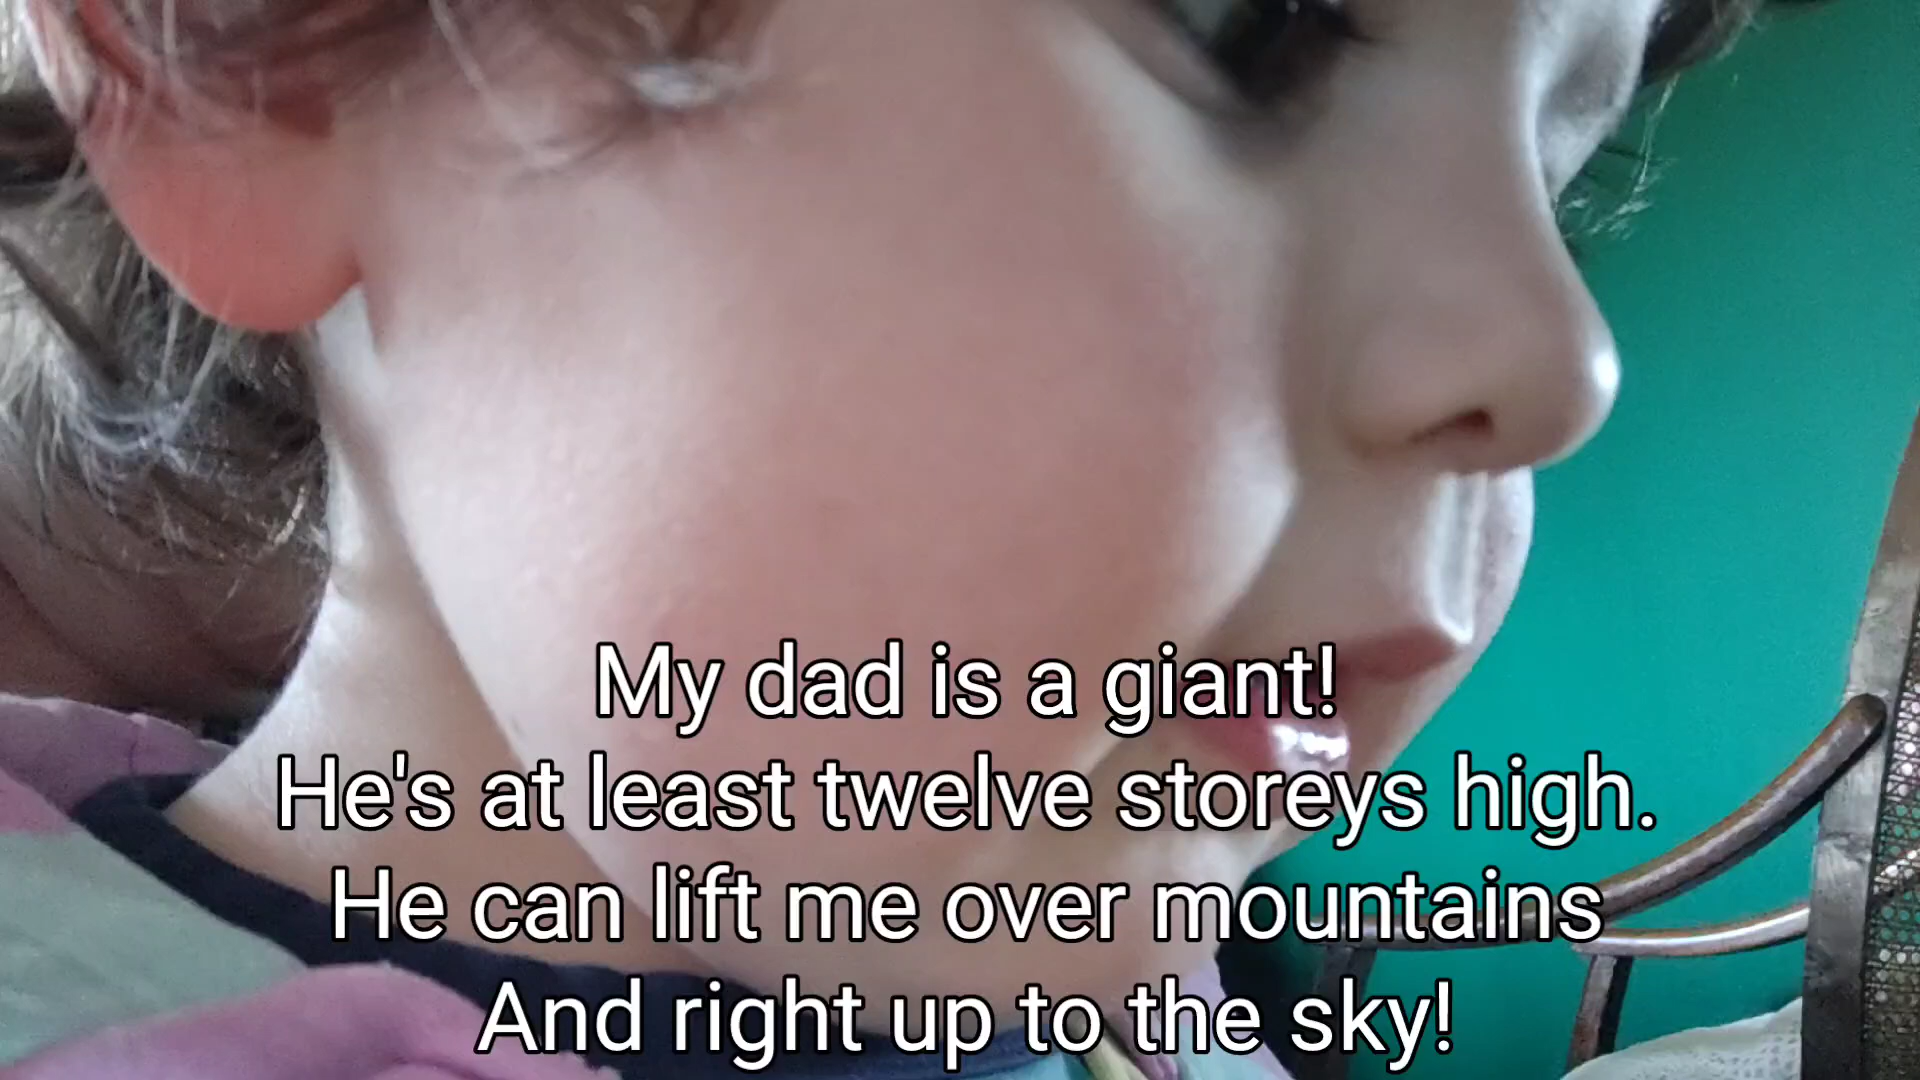 My dad is a giant!
He's at least twelve storeys high.
He can lift me over mountains
And right up to the sky!